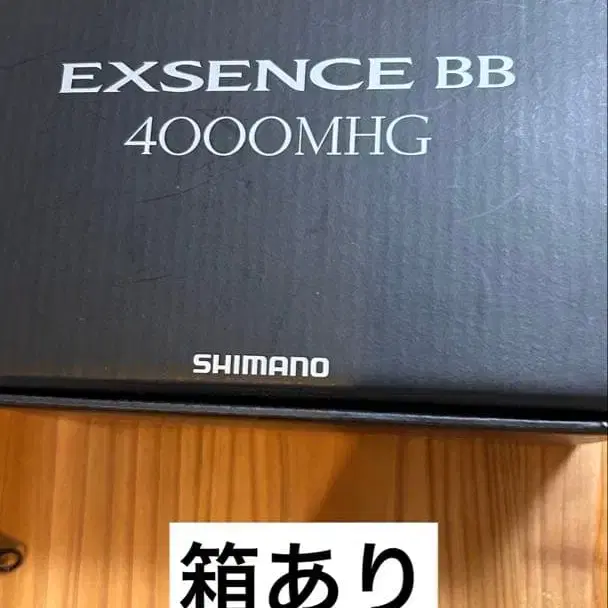 EXSENCE BB
4000MHG
SHIMANO
箱あり